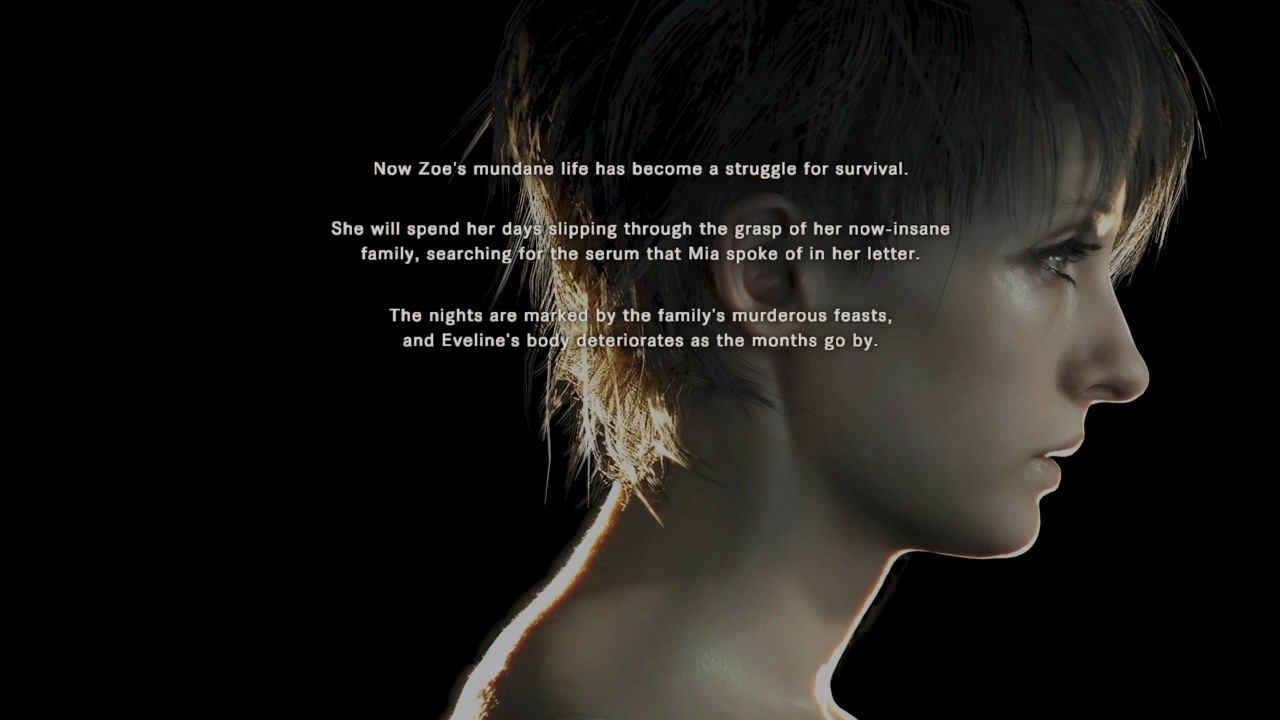 Now Zoe's mundane life has become a struggle for survival.
She will spend her days slipping through the grasp of her now-insane
family, searching for the serum that Mia spoke of in her letter.
The nights are marked by the family's murderous feasts,
and Eveline's body deteriorates as the months go by.